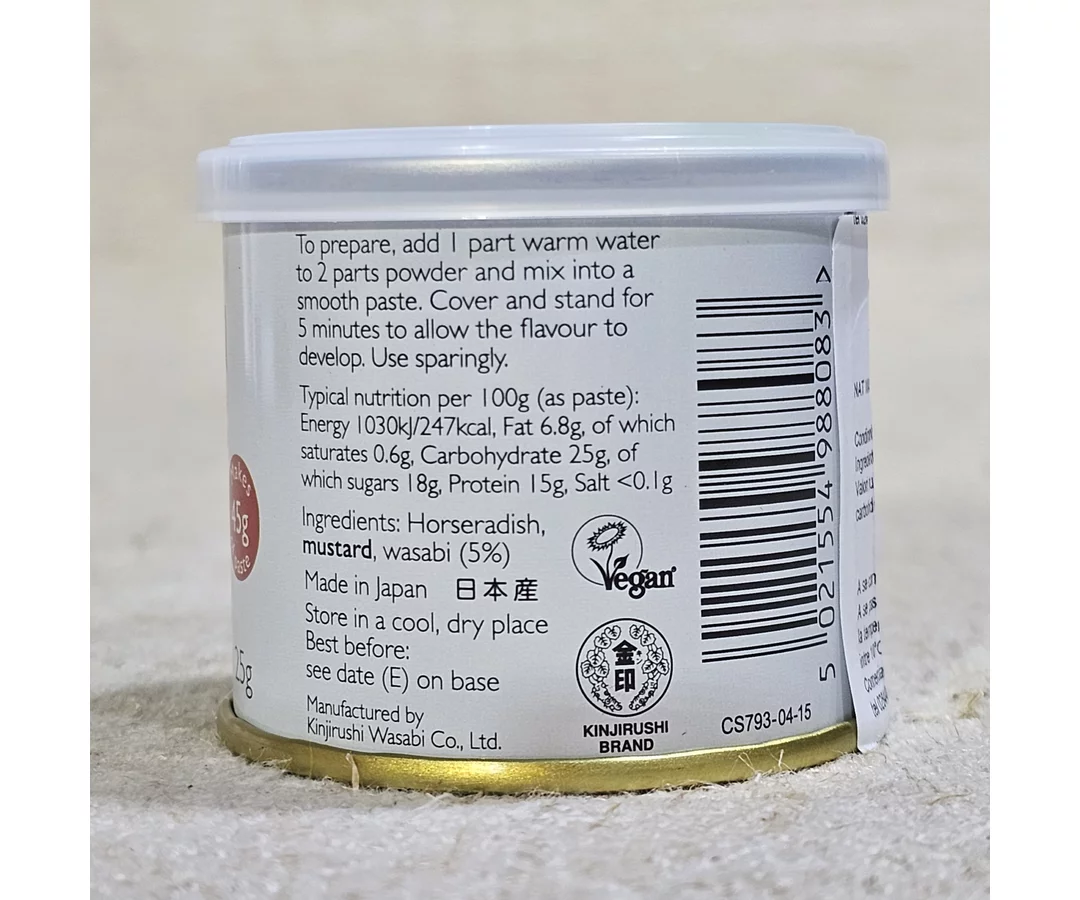 To prepare, add 1 part warm water
to 2 parts powder and mix into a
smooth paste. Cover and stand for
5 minutes to allow the flavour to
develop. Use sparingly.
Typical nutrition per 100g (as paste):
Energy 1030kJ/247kcal, Fat 6.8g, of which
saturates 0.6g, Carbohydrate 25g, of
which sugars 18g, Protein 15g, Salt <0.1g
Ingredients: Horseradish,
mustard, wasabi (5%)
Made in Japan 日本産
Store in a cool, dry place
Best before:
see date (E) on base
Manufactured by
Kinjirushi Wasabi Co., Ltd.
Vegan
金印
KINJIRUSHI
BRAND
5 021554 988083 >
CS793-04-15
45g
25g
NAT
A se
A se
la